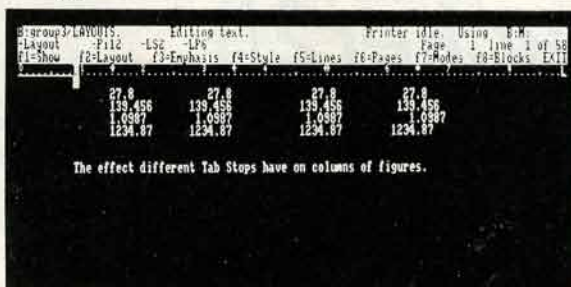 B:group3/LAYOUTS. Editing text. Printer idle. Using B: M:
-Layout -Pi12 -LS2 -LP6 Page 1 line 1 of 58
f1=Show f2=Layout f3=Emphasis f4=Style f5=Lines f6=Pages f7=Modes f8=Blocks EXIT
27.8 27.8 27.8 27.8
139.456 139.456 139.456 139.456
1.0987 1.0987 1.0987 1.0987
1234.87 1234.87 1234.87 1234.87
The effect different Tab Stops have on columns of figures.